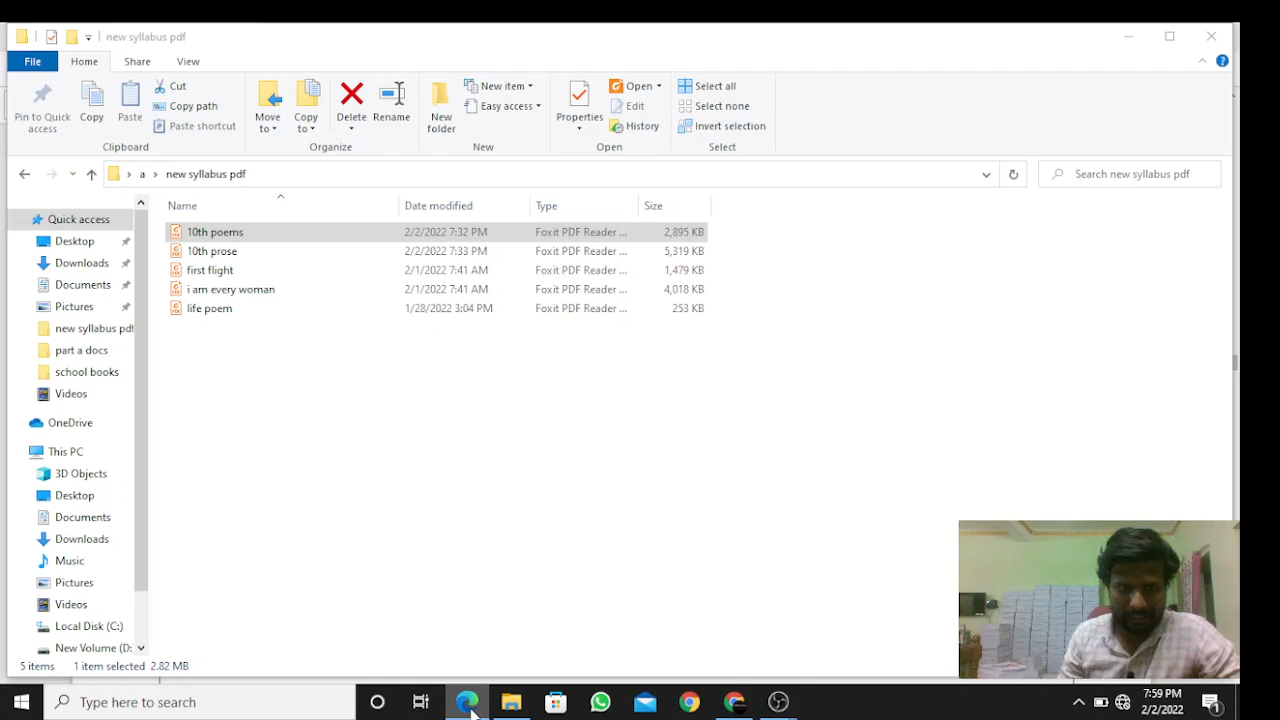 new syllabus pdf
File Home Share View
Pin to Quick access
Copy
Paste
Cut
Copy path
Paste shortcut
Clipboard
Move to
Copy to
Delete
Rename
Organize
New folder
New item
Easy access
New
Properties
Open
Edit
History
Open
Select all
Select none
Invert selection
Select
a > new syllabus pdf
Search new syllabus pdf
Name Date modified Type Size
10th poems 2/2/2022 7:32 PM Foxit PDF Reader ... 2,895 KB
10th prose 2/2/2022 7:33 PM Foxit PDF Reader ... 5,319 KB
first flight 2/1/2022 7:41 AM Foxit PDF Reader ... 1,479 KB
i am every woman 2/1/2022 7:41 AM Foxit PDF Reader ... 4,018 KB
life poem 1/28/2022 3:04 PM Foxit PDF Reader ... 253 KB
Quick access
Desktop
Downloads
Documents
Pictures
new syllabus pdf
part a docs
school books
Videos
OneDrive
This PC
3D Objects
Desktop
Documents
Downloads
Music
Pictures
Videos
Local Disk (C:)
New Volume (D:
5 items 1 item selected 2.82 MB
Type here to search
7:59 PM
2/2/2022
1